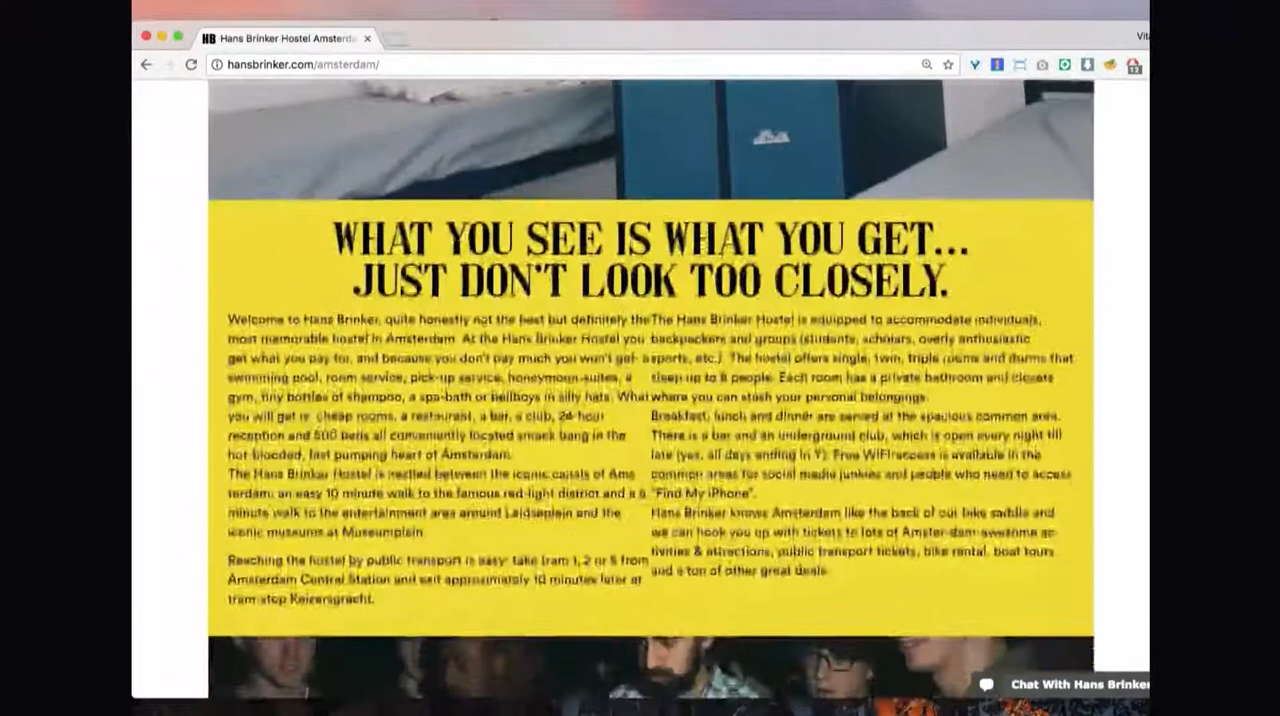 HB Hans Brinker Hostel Amsterda
Vit
hansbrinker.com/amsterdam/
12
WHAT YOU SEE IS WHAT YOU GET...
JUST DON'T LOOK TOO CLOSELY.
Welcome to Hans Brinker, quite honestly not the best but definitely the
most memorable hostel in Amsterdam. At the Hans Brinker Hostel you
get what you pay for, and because you don't pay much you won't get a
swimming pool, room service, pick-up service, honeymoon-suites, a
gym, tiny bottles of shampoo, a spa-bath or bellboys in silly hats. What
you will get is: cheap rooms, a restaurant, a bar, a club, 24-hour
reception and 500 beds all conveniently located smack bang in the
hot blooded, fast pumping heart of Amsterdam.
The Hans Brinker Hostel is nestled between the iconic canals of Ams
terdam; an easy 10 minute walk to the famous red-light district and a
minute walk to the entertainment area around Leidseplein and the
iconic museums at Museumplein.
Reaching the hostel by public transport is easy: take tram 1, 2 or 5 from
Amsterdam Central Station and exit approximately 10 minutes later at
tram-stop Keizersgracht.
The Hans Brinker Hostel is equipped to accommodate individuals,
backpackers and groups (students, scholars, overly enthusiastic
sports, etc.). The hostel offers single, twin, triple rooms and dorms that
sleep up to 8 people. Each room has a private bathroom and closets
where you can stash your personal belongings.
Breakfast, lunch and dinner are served at the spacious common area.
There is a bar and an underground club, which is open every night till
late (yes, all days ending in Y). Free WiFi access is available in the
common areas for social media junkies and people who need to access
"Find My iPhone".
Hans Brinker knows Amsterdam like the back of our bike saddle and
we can hook you up with tickets to lots of Amster-dam-awesome ac-
tivities & attractions, public transport tickets, bike rental, boat tours
and a ton of other great deals.
Chat With Hans Brinker